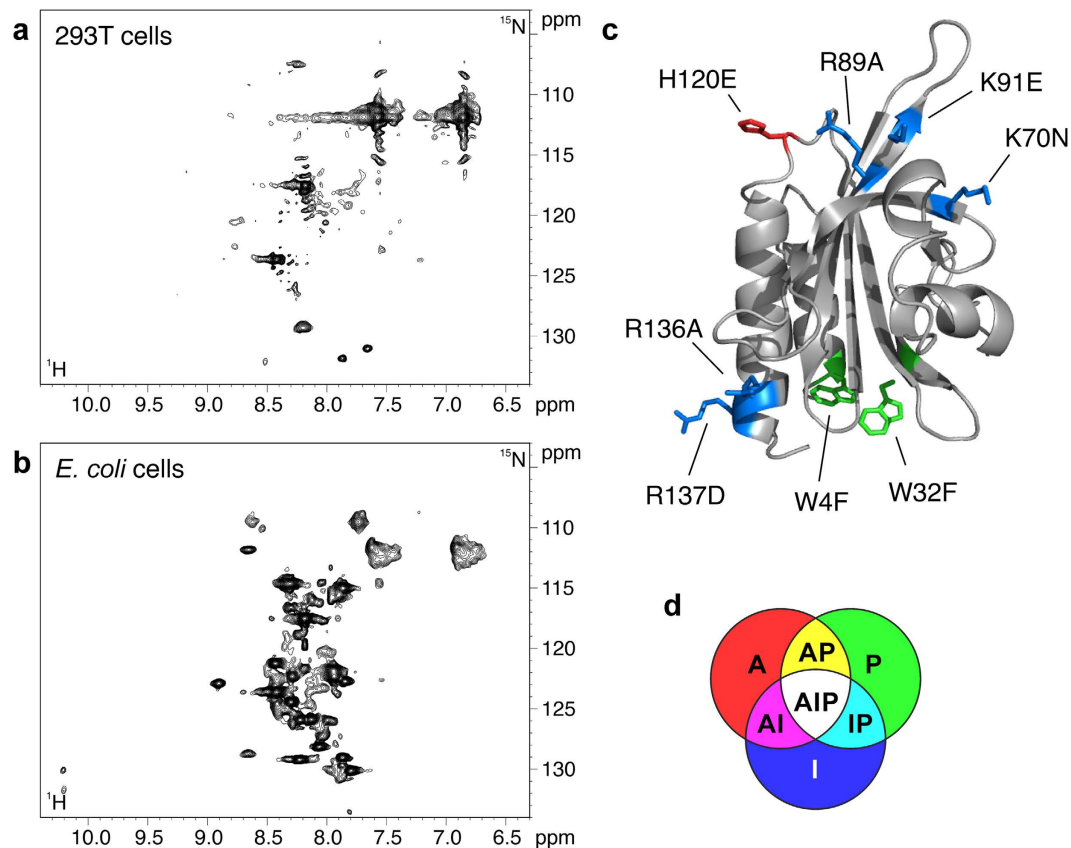 a
293T cells
¹⁵N
ppm
110
115
120
125
130
¹H
10.0 9.5 9.0 8.5 8.0 7.5 7.0 6.5 ppm
b
E. coli cells
¹⁵N
ppm
110
115
120
125
130
¹H
10.0 9.5 9.0 8.5 8.0 7.5 7.0 6.5 ppm
c
H120E
R89A
K91E
K70N
R136A
R137D
W4F
W32F
d
A
AP
P
AIP
AI
IP
I